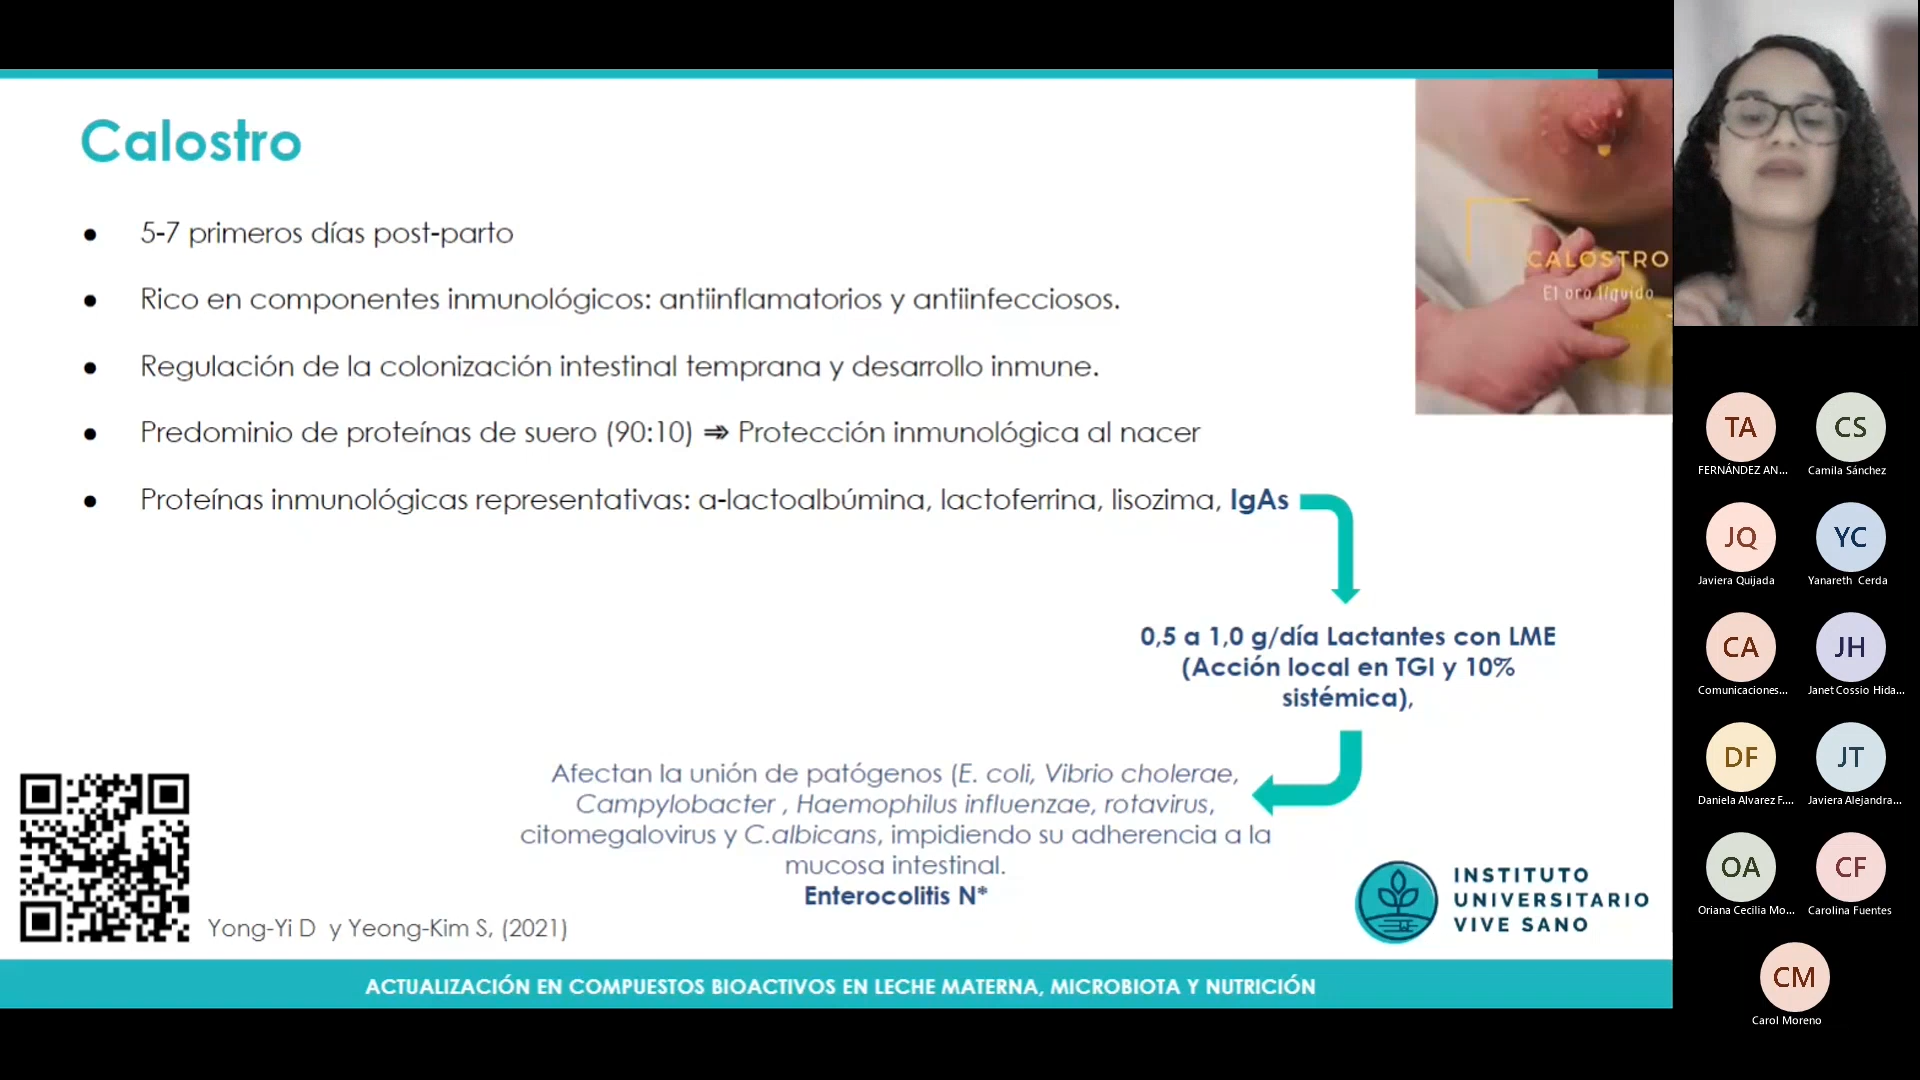 Calostro
● 5-7 primeros días post-parto
● Rico en componentes inmunológicos: antiinflamatorios y antiinfecciosos.
● Regulación de la colonización intestinal temprana y desarrollo inmune.
● Predominio de proteínas de suero (90:10) ⇒ Protección inmunológica al nacer
● Proteínas inmunológicas representativas: a-lactoalbúmina, lactoferrina, lisozima, IgAs
CALOSTRO
El oro líquido
0,5 a 1,0 g/día Lactantes con LME
(Acción local en TGI y 10%
sistémica),
Afectan la unión de patógenos (E. coli, Vibrio cholerae,
Campylobacter , Haemophilus influenzae, rotavirus,
citomegalovirus y C.albicans, impidiendo su adherencia a la
mucosa intestinal.
Enterocolitis N*
Yong-Yi D y Yeong-Kim S, (2021)
INSTITUTO
UNIVERSITARIO
VIVE SANO
ACTUALIZACIÓN EN COMPUESTOS BIOACTIVOS EN LECHE MATERNA, MICROBIOTA Y NUTRICIÓN
TA
FERNÁNDEZ AN...
CS
Camila Sánchez
JQ
Javiera Quijada
YC
Yanareth Cerda
CA
Comunicaciones...
JH
Janet Cossio Hida...
DF
Daniela Alvarez F....
JT
Javiera Alejandra...
OA
Oriana Cecilia Mo...
CF
Carolina Fuentes
CM
Carol Moreno